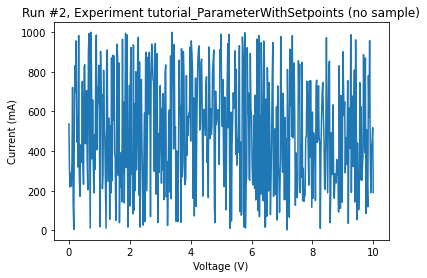 Run #2, Experiment tutorial_ParameterWithSetpoints (no sample)
1000
800
600
400
200
0
Current (mA)
0 2 4 6 8 10
Voltage (V)